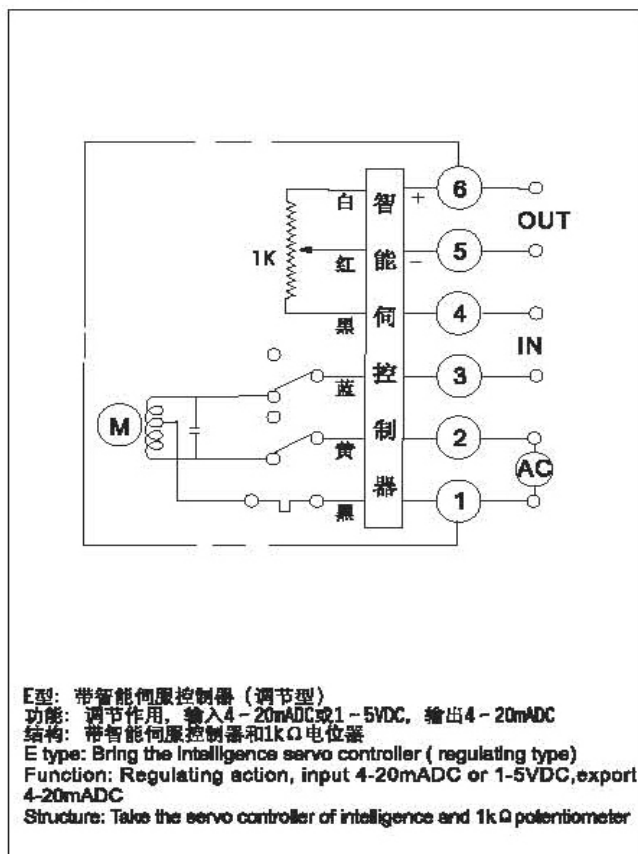 6
白
智
+
OUT
5
1K
红
能
−
4
黑
伺
IN
3
蓝
控
M
2
黄
制
AC
1
黑
器
E型: 带智能伺服控制器 (调节型)
功能: 调节作用, 输入4~20mADC或1~5VDC, 输出4~20mADC
结构: 带智能伺服控制器和1kΩ电位器
E type: Bring the intelligence servo controller ( regulating type)
Function: Regulating action, input 4-20mADC or 1-5VDC,export
4-20mADC
Structure: Take the servo controller of intelligence and 1kΩ potentiometer